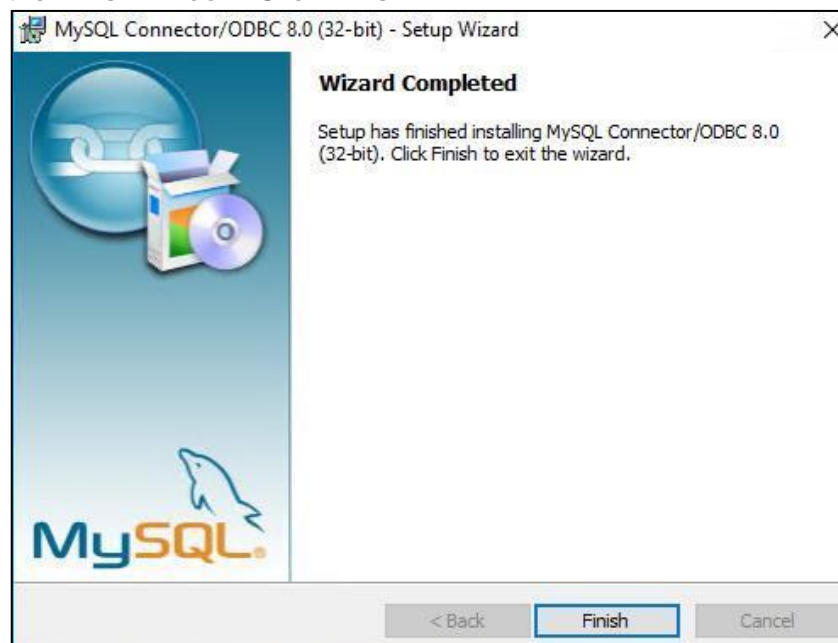 MySQL Connector/ODBC 8.0 (32-bit) - Setup Wizard
Wizard Completed
Setup has finished installing MySQL Connector/ODBC 8.0
(32-bit). Click Finish to exit the wizard.
MySQL
< Back
Finish
Cancel